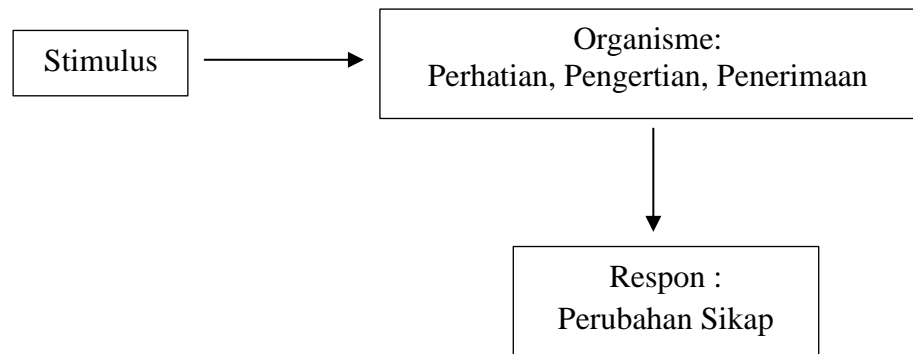 Stimulus
Organisme:
Perhatian, Pengertian, Penerimaan
Respon :
Perubahan Sikap